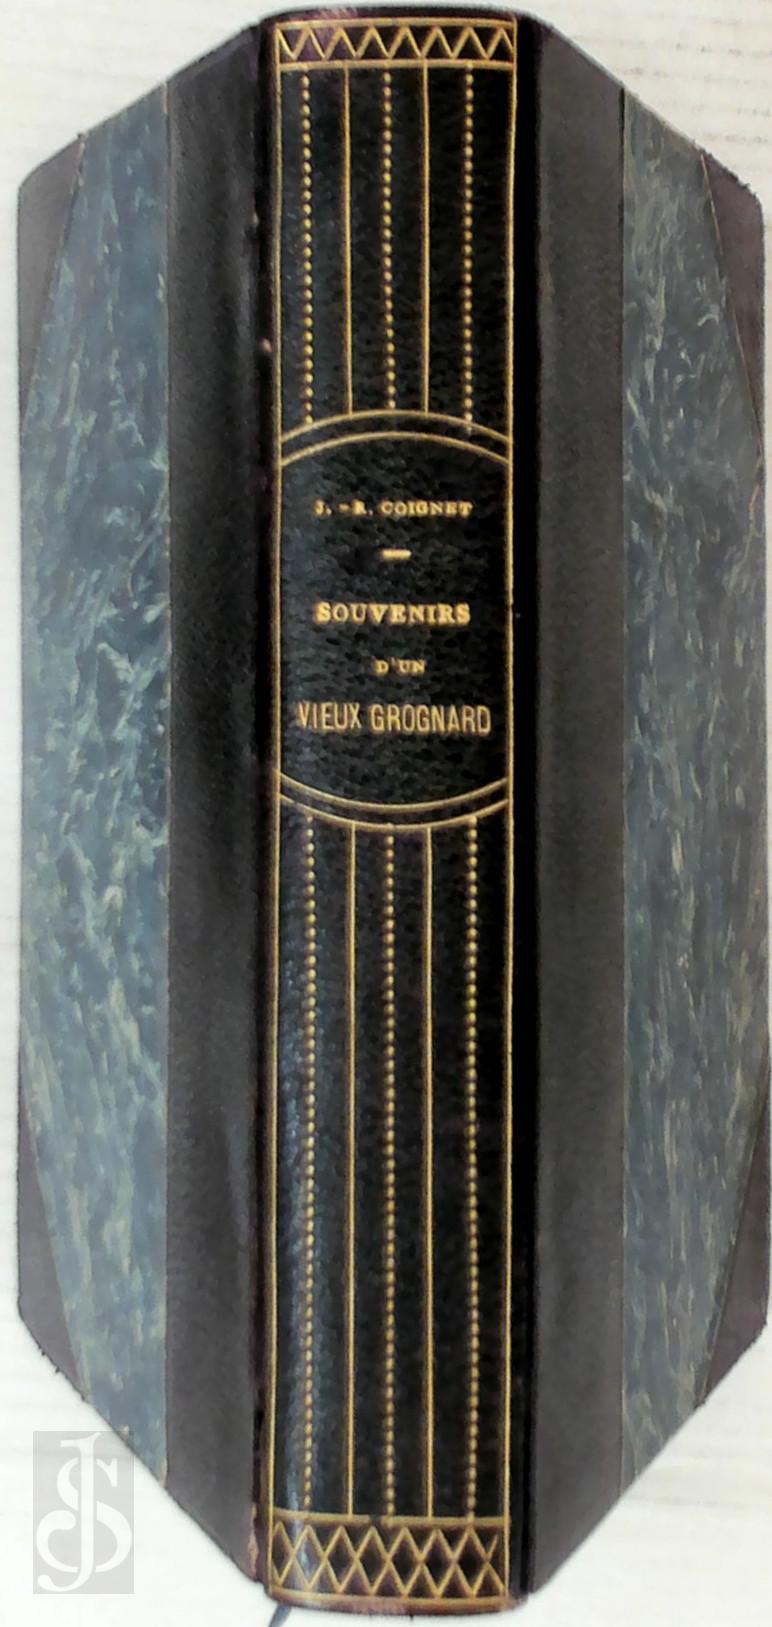 J. - R. COIGNET
SOUVENIRS
D'UN
VIEUX GROGNARD